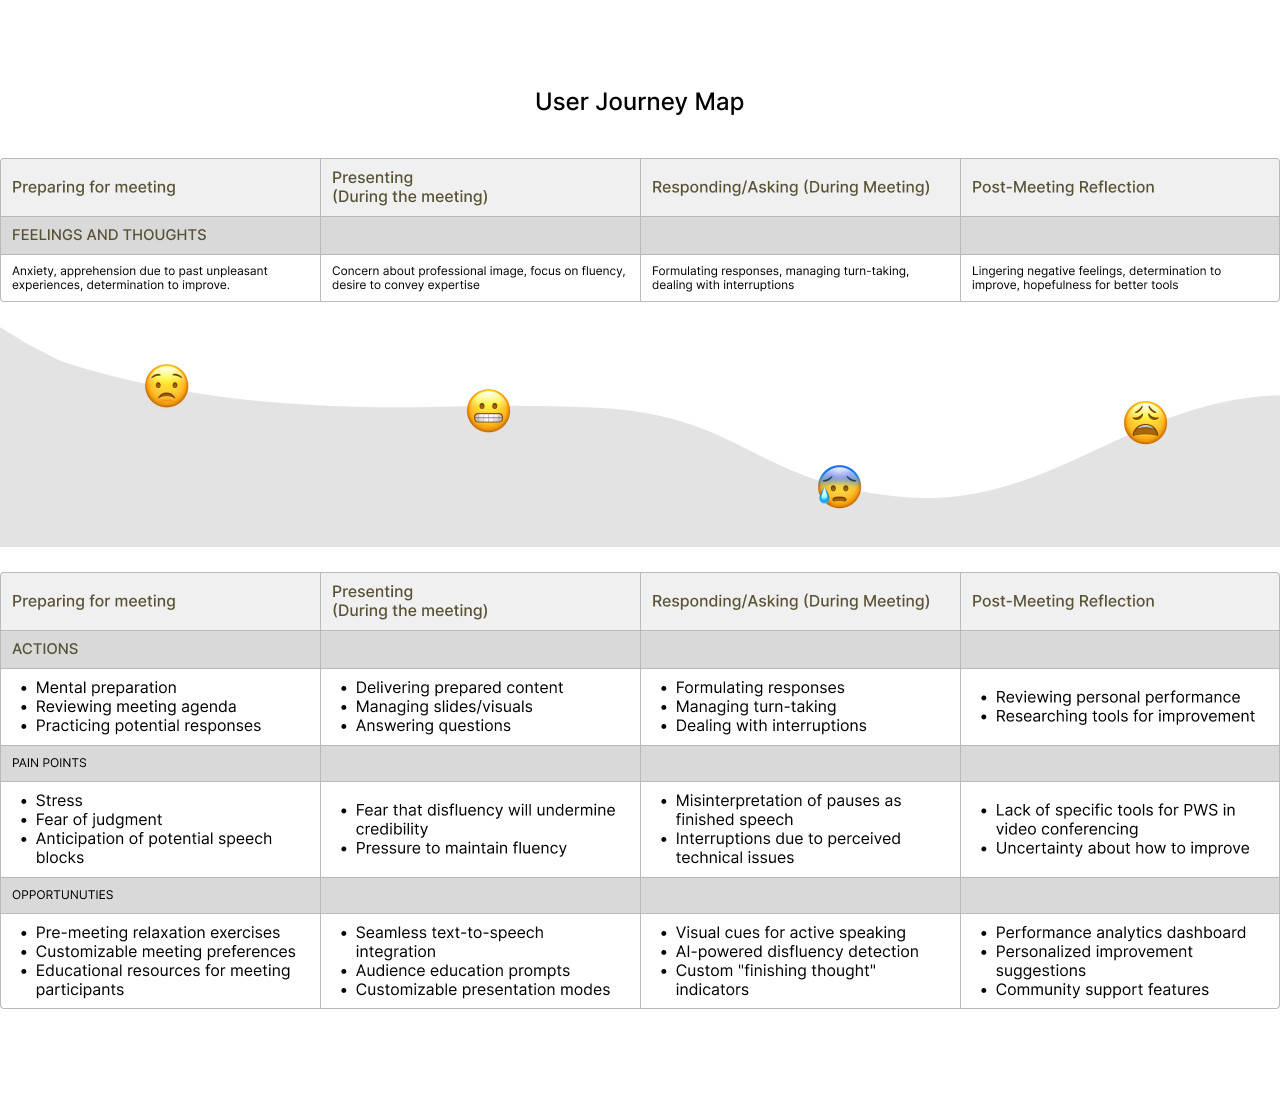 User Journey Map
Preparing for meeting
Presenting
(During the meeting)
Responding/Asking (During Meeting)
Post-Meeting Reflection
FEELINGS AND THOUGHTS
Anxiety, apprehension due to past unpleasant
experiences, determination to improve.
Concern about professional image, focus on fluency,
desire to convey expertise
Formulating responses, managing turn-taking,
dealing with interruptions
Lingering negative feelings, determination to
improve, hopefulness for better tools
Preparing for meeting
Presenting
(During the meeting)
Responding/Asking (During Meeting)
Post-Meeting Reflection
ACTIONS
• Mental preparation
• Reviewing meeting agenda
• Practicing potential responses
• Delivering prepared content
• Managing slides/visuals
• Answering questions
• Formulating responses
• Managing turn-taking
• Dealing with interruptions
• Reviewing personal performance
• Researching tools for improvement
PAIN POINTS
• Stress
• Fear of judgment
• Anticipation of potential speech
blocks
• Fear that disfluency will undermine
credibility
• Pressure to maintain fluency
• Misinterpretation of pauses as
finished speech
• Interruptions due to perceived
technical issues
• Lack of specific tools for PWS in
video conferencing
• Uncertainty about how to improve
OPPORTUNUTIES
• Pre-meeting relaxation exercises
• Customizable meeting preferences
• Educational resources for meeting
participants
• Seamless text-to-speech
integration
• Audience education prompts
• Customizable presentation modes
• Visual cues for active speaking
• AI-powered disfluency detection
• Custom "finishing thought"
indicators
• Performance analytics dashboard
• Personalized improvement
suggestions
• Community support features